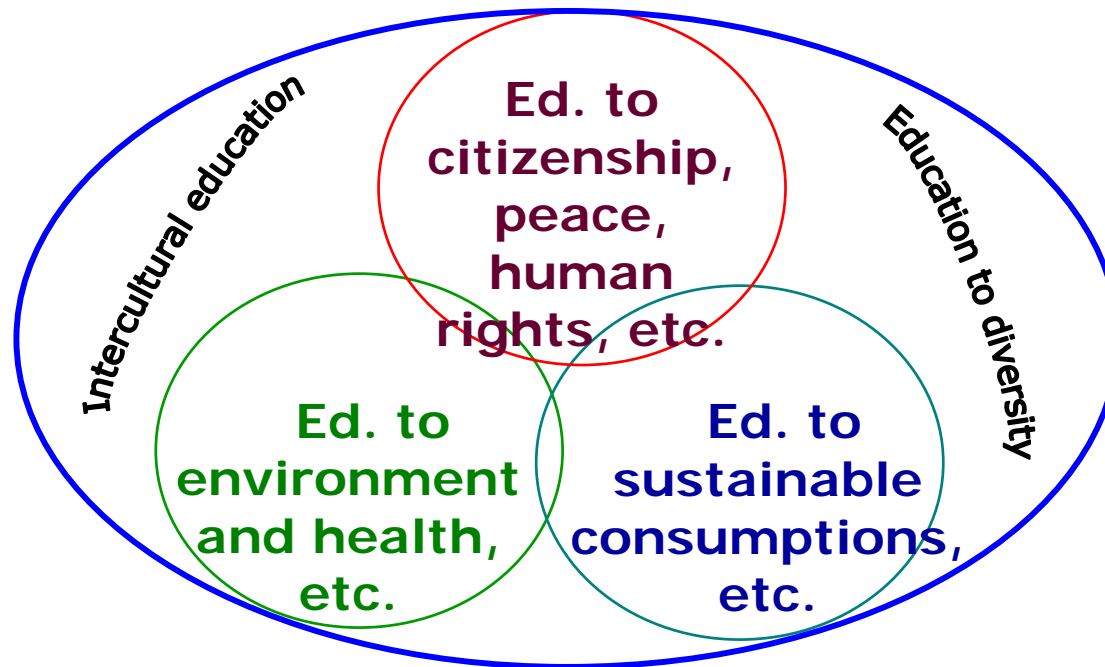 Intercultural education
Ed. to
citizenship,
peace,
human
rights, etc.
Education to diversity
Ed. to
environment
and health,
etc.
Ed. to
sustainable
consumptions,
etc.